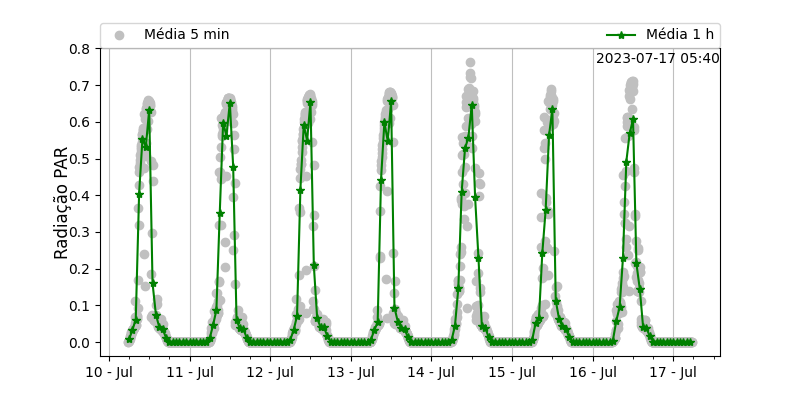 Média 5 min
Média 1 h
2023-07-17 05:40
Radiação PAR
0.8
0.7
0.6
0.5
0.4
0.3
0.2
0.1
0.0
10 - Jul
11 - Jul
12 - Jul
13 - Jul
14 - Jul
15 - Jul
16 - Jul
17 - Jul